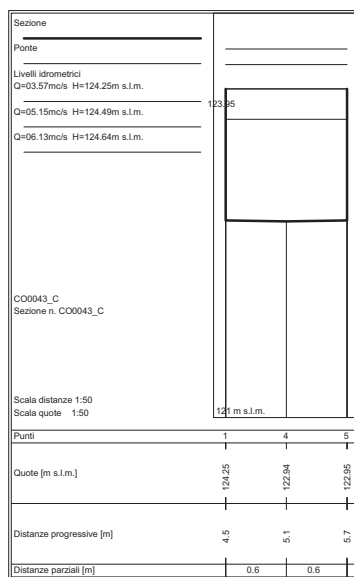 Sezione
Ponte
Livelli idrometrici
Q=03.57mc/s H=124.25m s.l.m.
123.95
Q=05.15mc/s H=124.49m s.l.m.
Q=06.13mc/s H=124.64m s.l.m.
CO0043_C
Sezione n. CO0043_C
Scala distanze 1:50
Scala quote 1:50
121 m s.l.m.
Punti 1 4 5
Quote [m s.l.m.] 124.25 122.94 122.95
Distanze progressive [m] 4.5 5.1 5.7
Distanze parziali [m] 0.6 0.6